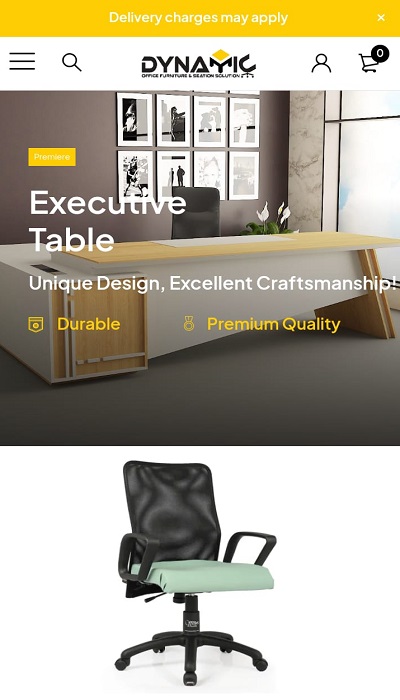 Delivery charges may apply
×
0
DYNAMIC
OFFICE FURNITURE & SEATION SOLUTION
Premiere
Executive
Table
Unique Design, Excellent Craftsmanship!
Durable
Premium Quality